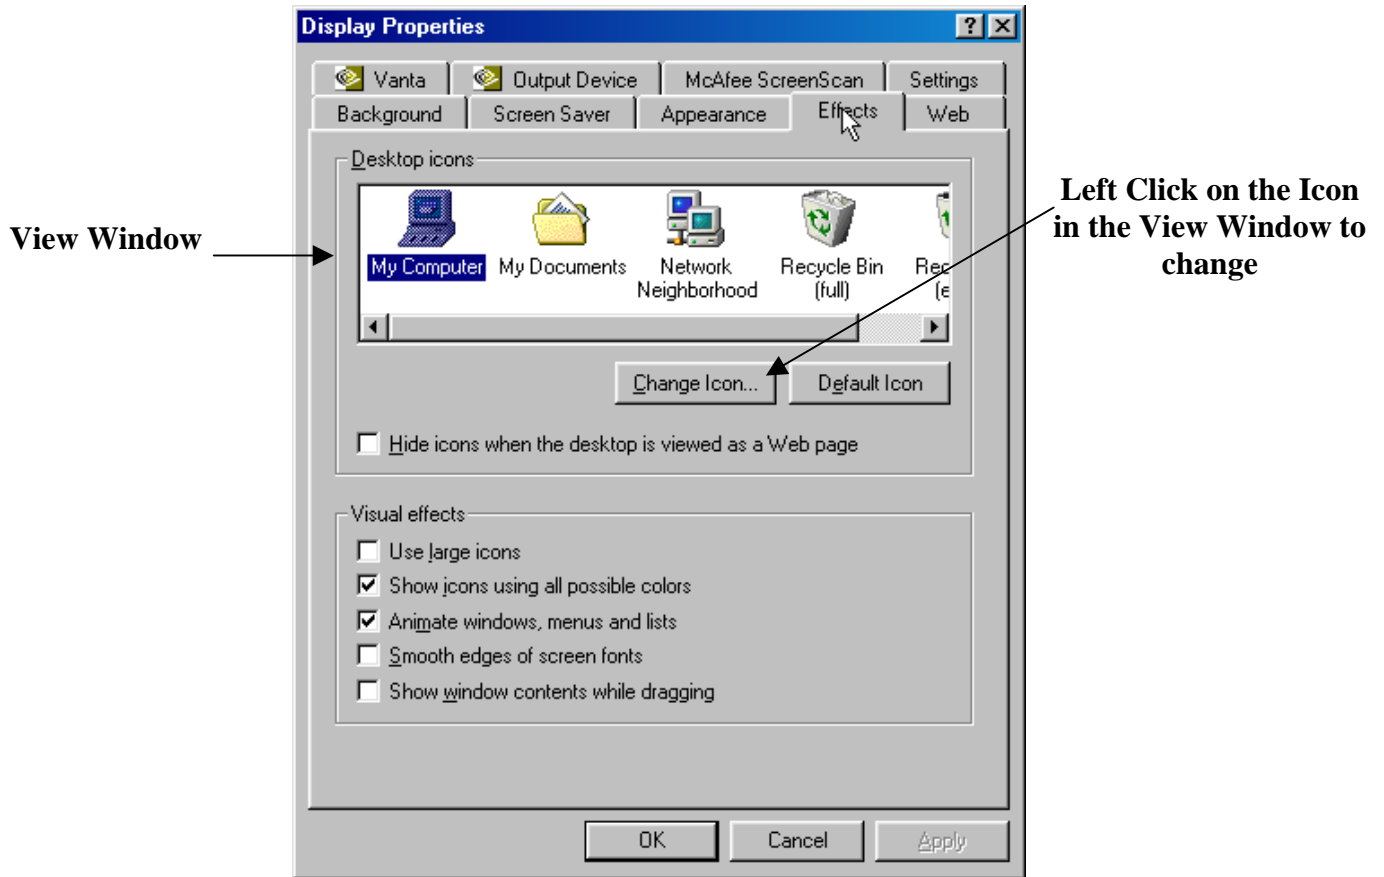 Display Properties
Vanta
Output Device
McAfee ScreenScan
Settings
Background
Screen Saver
Appearance
Effects
Web
Desktop icons
My Computer
My Documents
Network
Neighborhood
Recycle Bin
(full)
Rec
(e
Change Icon...
Default Icon
Hide icons when the desktop is viewed as a Web page
Visual effects
Use large icons
Show icons using all possible colors
Animate windows, menus and lists
Smooth edges of screen fonts
Show window contents while dragging
OK
Cancel
Apply
View Window
Left Click on the Icon
in the View Window to
change